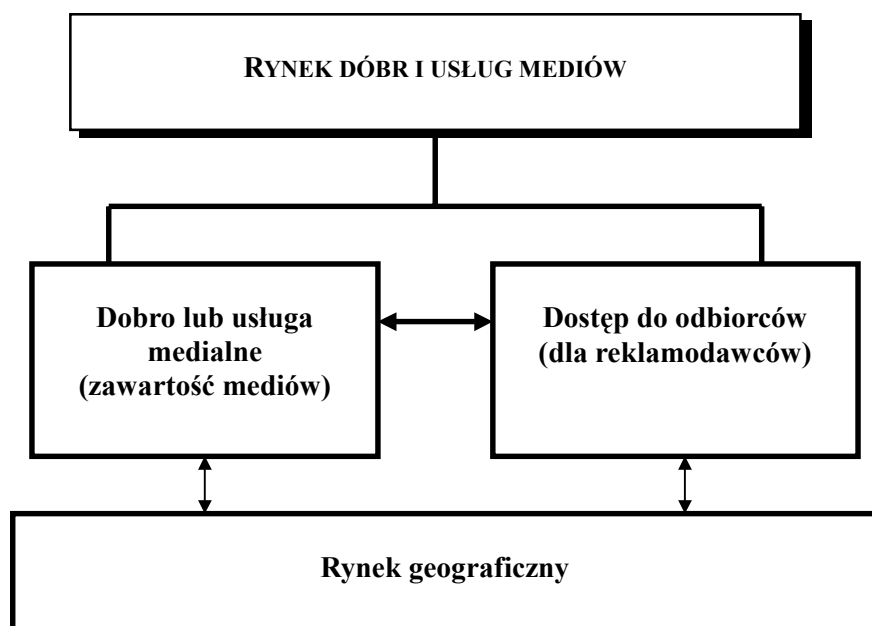 RYNEK DÓBR I USŁUG MEDIÓW
Dobro lub usługa
medialne
(zawartość mediów)
Dostęp do odbiorców
(dla reklamodawców)
Rynek geograficzny